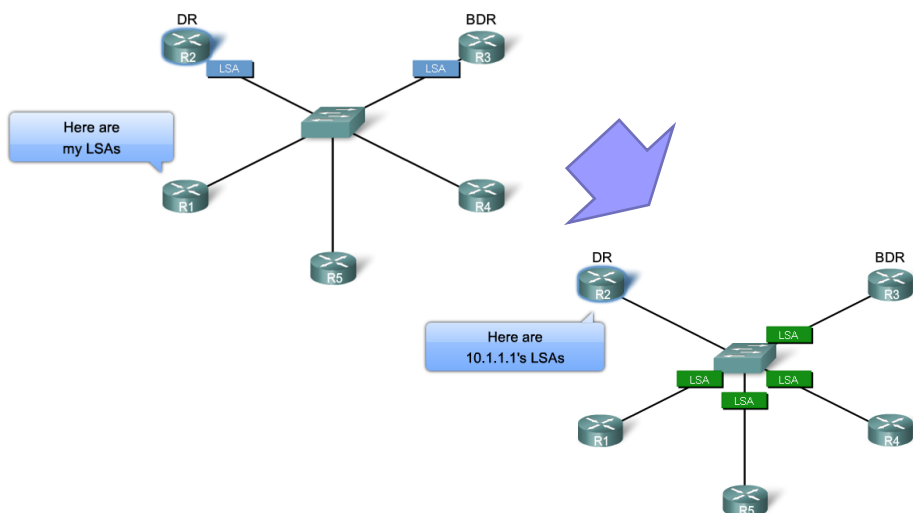 DR
BDR
R2
R3
LSA
LSA
Here are
my LSAs
R1
R4
R5
DR
BDR
R2
R3
Here are
10.1.1.1's LSAs
LSA
LSA
LSA
LSA
R1
R4
R5